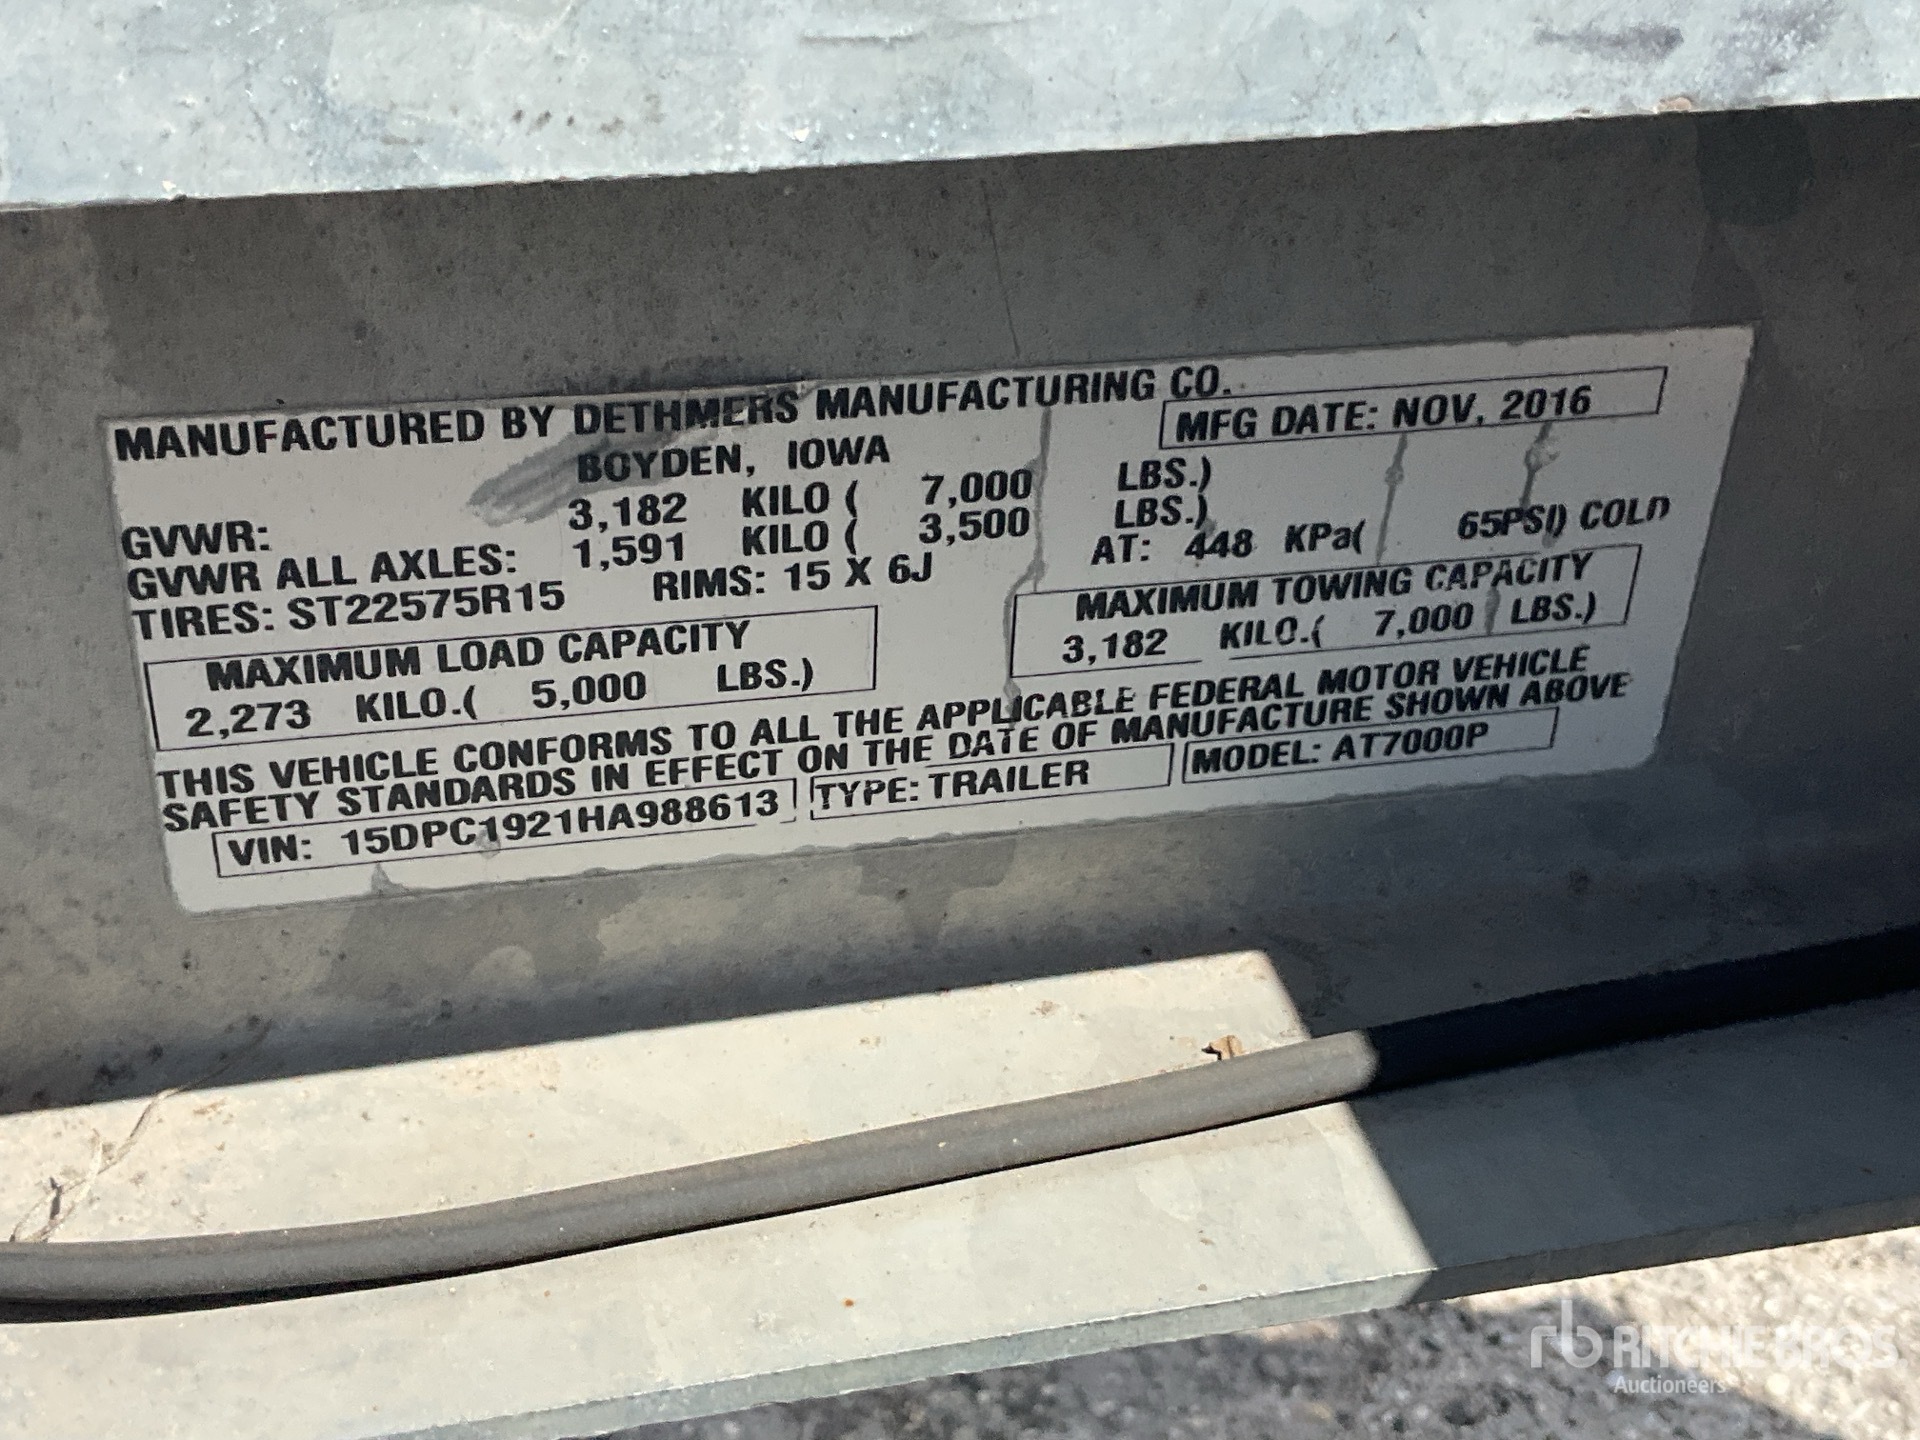 MANUFACTURED BY DETHMERS MANUFACTURING CO.
BOYDEN, IOWA
MFG DATE: NOV, 2016
GVWR: 3,182 KILO ( 7,000 LBS.)
GVWR ALL AXLES: 1,591 KILO ( 3,500 LBS.)
TIRES: ST22575R15 RIMS: 15 X 6J AT: 448 KPa( 65PSI) COLD
MAXIMUM LOAD CAPACITY
2,273 KILO.( 5,000 LBS.)
MAXIMUM TOWING CAPACITY
3,182 KILO.( 7,000 LBS.)
THIS VEHICLE CONFORMS TO ALL THE APPLICABLE FEDERAL MOTOR VEHICLE
SAFETY STANDARDS IN EFFECT ON THE DATE OF MANUFACTURE SHOWN ABOVE
VIN: 15DPC1921HA988613 TYPE: TRAILER MODEL: AT7000P
rb RITCHIE BROS.
Auctioneers